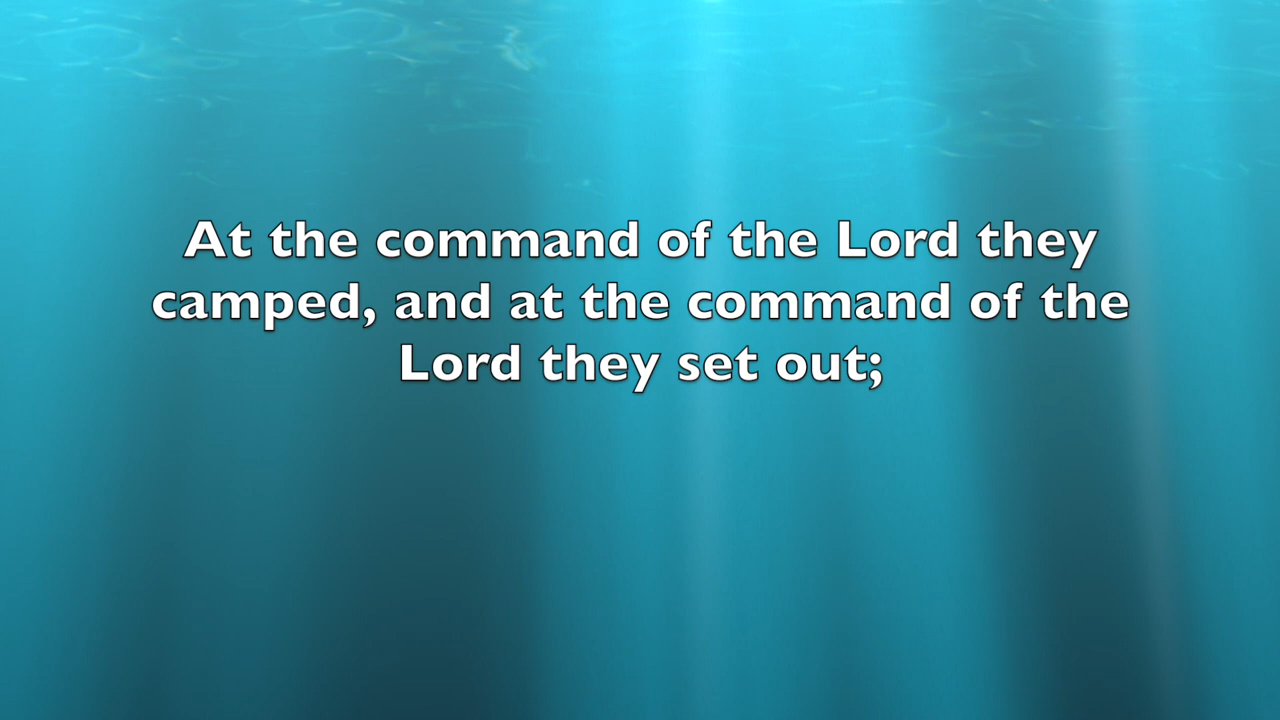 At the command of the Lord they
camped, and at the command of the
Lord they set out;